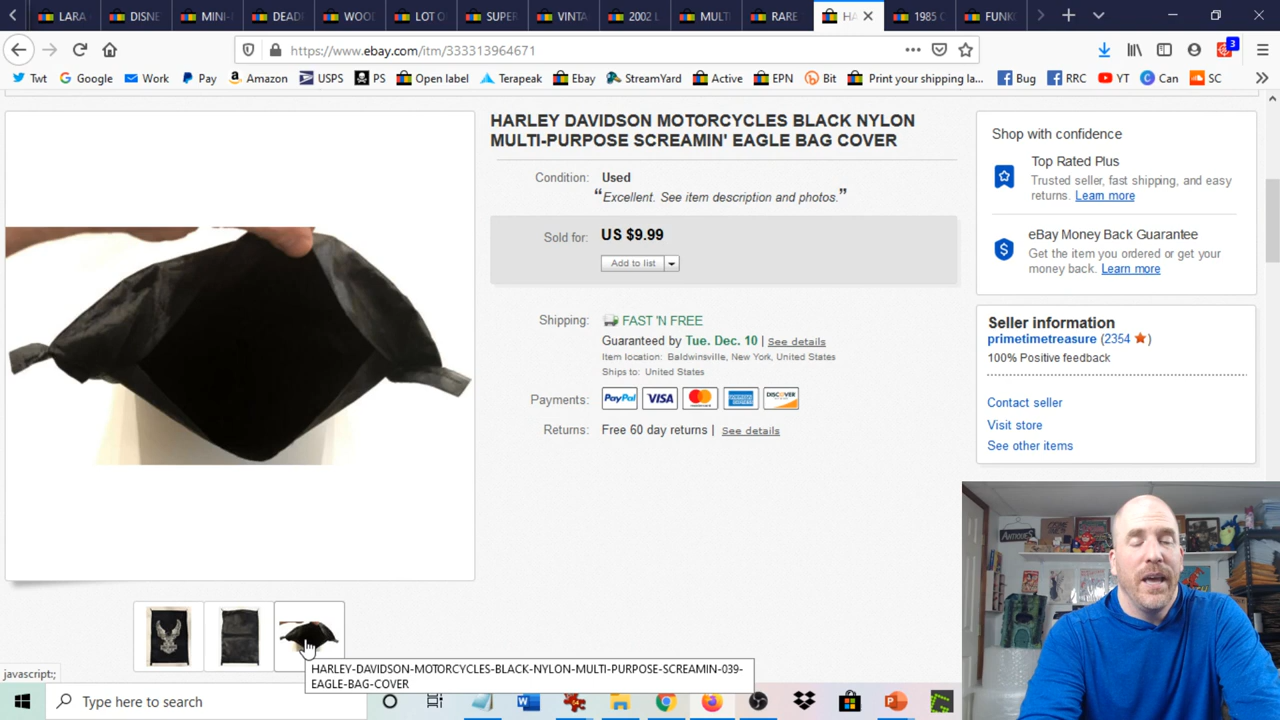 LARA
DISNE
MINI-
DEAD
WOOD
LOT O
SUPER
VINTA
2002 L
MULT
RARE
HA
1985 C
FUNKO
https://www.ebay.com/itm/333313964671
3
Twt
Google
Work
Pay
Amazon
USPS
PS
Open label
Terapeak
Ebay
StreamYard
Active
EPN
Bit
Print your shipping la...
Bug
RRC
YT
Can
SC
HARLEY DAVIDSON MOTORCYCLES BLACK NYLON
MULTI-PURPOSE SCREAMIN' EAGLE BAG COVER
Condition: Used
“Excellent. See item description and photos.”
Sold for: US $9.99
Add to list
Shipping: FAST 'N FREE
Guaranteed by Tue. Dec. 10 | See details
Item location: Baldwinsville, New York, United States
Ships to: United States
Payments: PayPal VISA DISCOVER
Returns: Free 60 day returns | See details
Shop with confidence
Top Rated Plus
Trusted seller, fast shipping, and easy
returns. Learn more
eBay Money Back Guarantee
Get the item you ordered or get your
money back. Learn more
Seller information
primetimetreasure (2354 )
100% Positive feedback
Contact seller
Visit store
See other items
ANTIQUES
javascript:;
HARLEY-DAVIDSON-MOTORCYCLES-BLACK-NYLON-MULTI-PURPOSE-SCREAMIN-039-
EAGLE-BAG-COVER
Type here to search